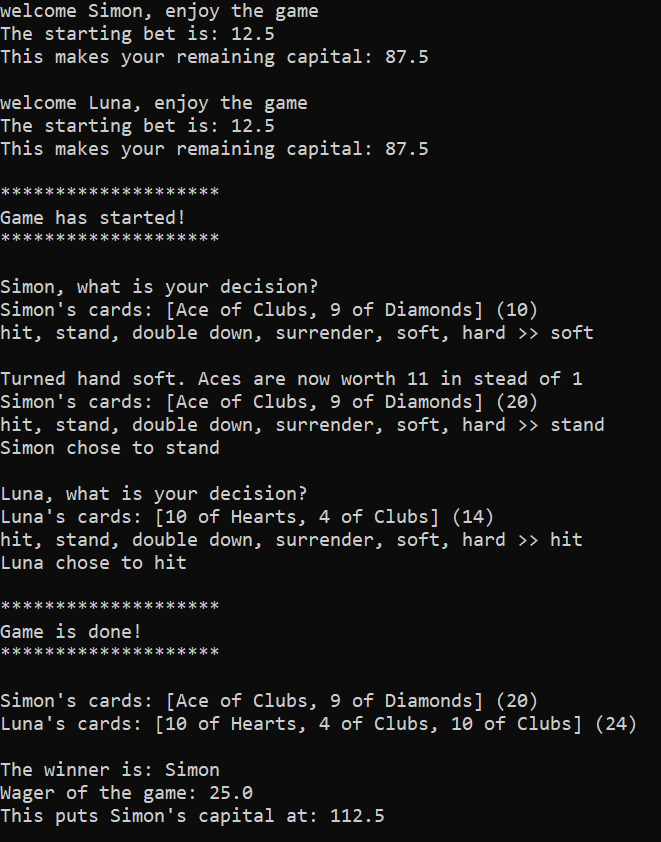 welcome Simon, enjoy the game
The starting bet is: 12.5
This makes your remaining capital: 87.5
welcome Luna, enjoy the game
The starting bet is: 12.5
This makes your remaining capital: 87.5
********************
Game has started!
********************
Simon, what is your decision?
Simon's cards: [Ace of Clubs, 9 of Diamonds] (10)
hit, stand, double down, surrender, soft, hard >> soft
Turned hand soft. Aces are now worth 11 in stead of 1
Simon's cards: [Ace of Clubs, 9 of Diamonds] (20)
hit, stand, double down, surrender, soft, hard >> stand
Simon chose to stand
Luna, what is your decision?
Luna's cards: [10 of Hearts, 4 of Clubs] (14)
hit, stand, double down, surrender, soft, hard >> hit
Luna chose to hit
********************
Game is done!
********************
Simon's cards: [Ace of Clubs, 9 of Diamonds] (20)
Luna's cards: [10 of Hearts, 4 of Clubs, 10 of Clubs] (24)
The winner is: Simon
Wager of the game: 25.0
This puts Simon's capital at: 112.5